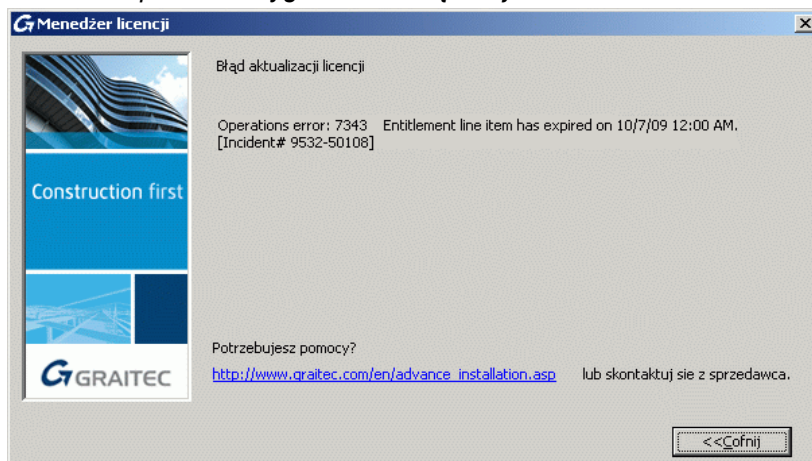 Menedżer licencji
Błąd aktualizacji licencji
Operations error: 7343 Entitlement line item has expired on 10/7/09 12:00 AM.
[Incident# 9532-50108]
Construction first
GRAITEC
Potrzebujesz pomocy?
http://www.graitec.com/en/advance_installation.asp lub skontaktuj sie z sprzedawca.
<<Cofnij